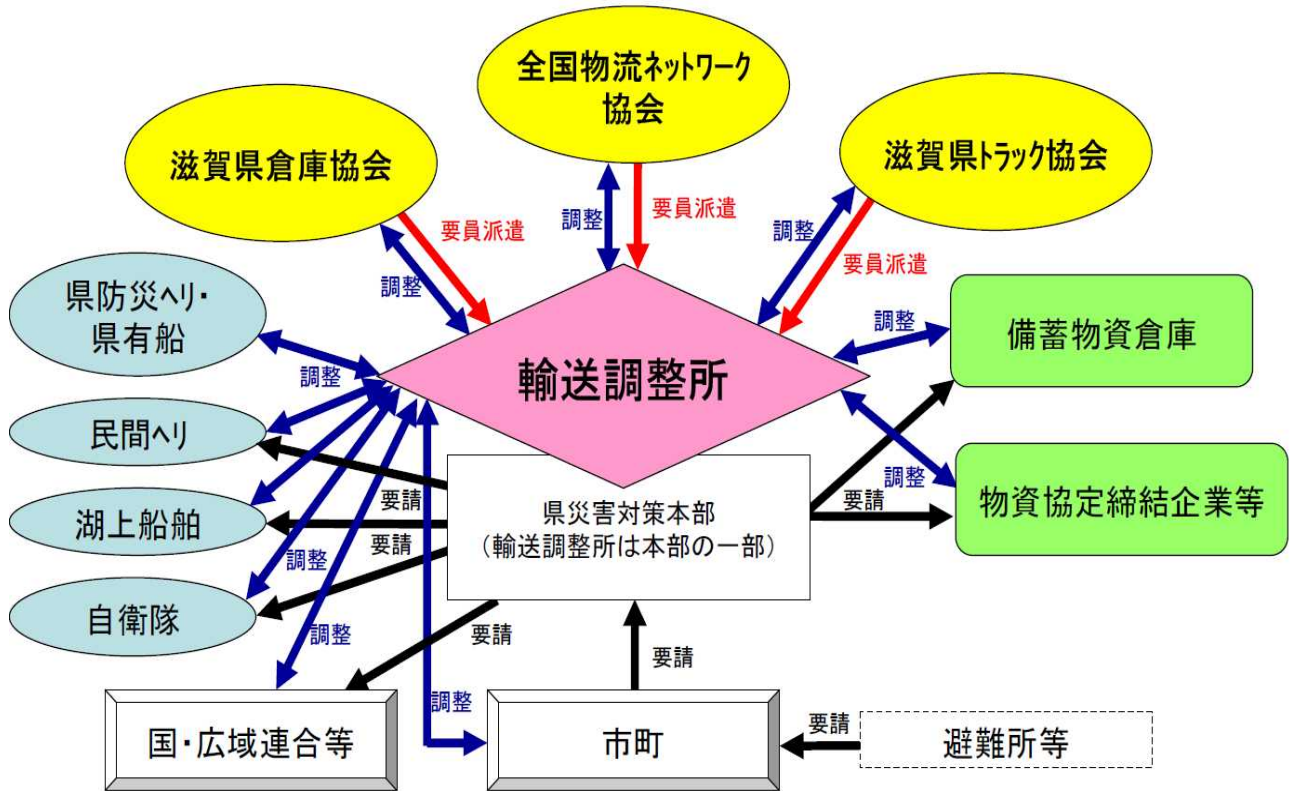 全国物流ネットワーク
協会
滋賀県倉庫協会
滋賀県トラック協会
調整
要員派遣
要員派遣
調整
調整
要員派遣
県防災ヘリ・
県有船
調整
備蓄物資倉庫
輸送調整所
調整
民間ヘリ
調整
物資協定締結企業等
要請
要請
湖上船舶
要請
県災害対策本部
（輸送調整所は本部の一部）
調整
自衛隊
調整
要請
要請
調整
要請
国・広域連合等
市町
避難所等